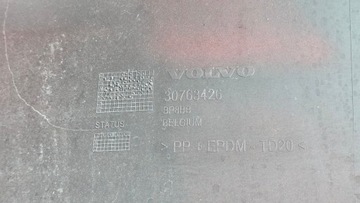 VOLVO
30763426
BELGIUM
STATUS
> PP + EPDM - TD20 <